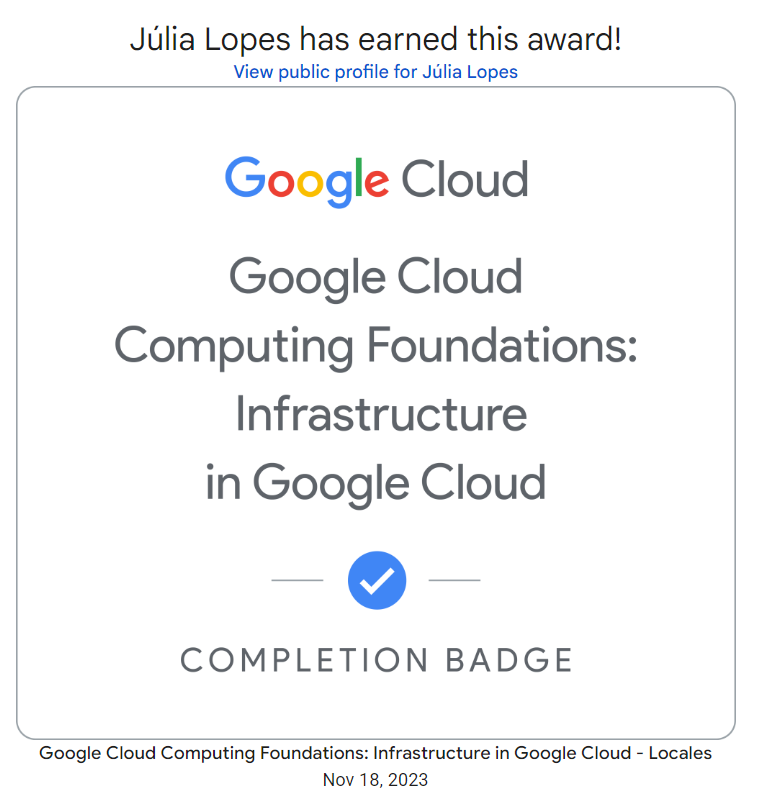 Júlia Lopes has earned this award!
View public profile for Júlia Lopes
Google Cloud
Google Cloud
Computing Foundations:
Infrastructure
in Google Cloud
COMPLETION BADGE
Google Cloud Computing Foundations: Infrastructure in Google Cloud - Locales
Nov 18, 2023